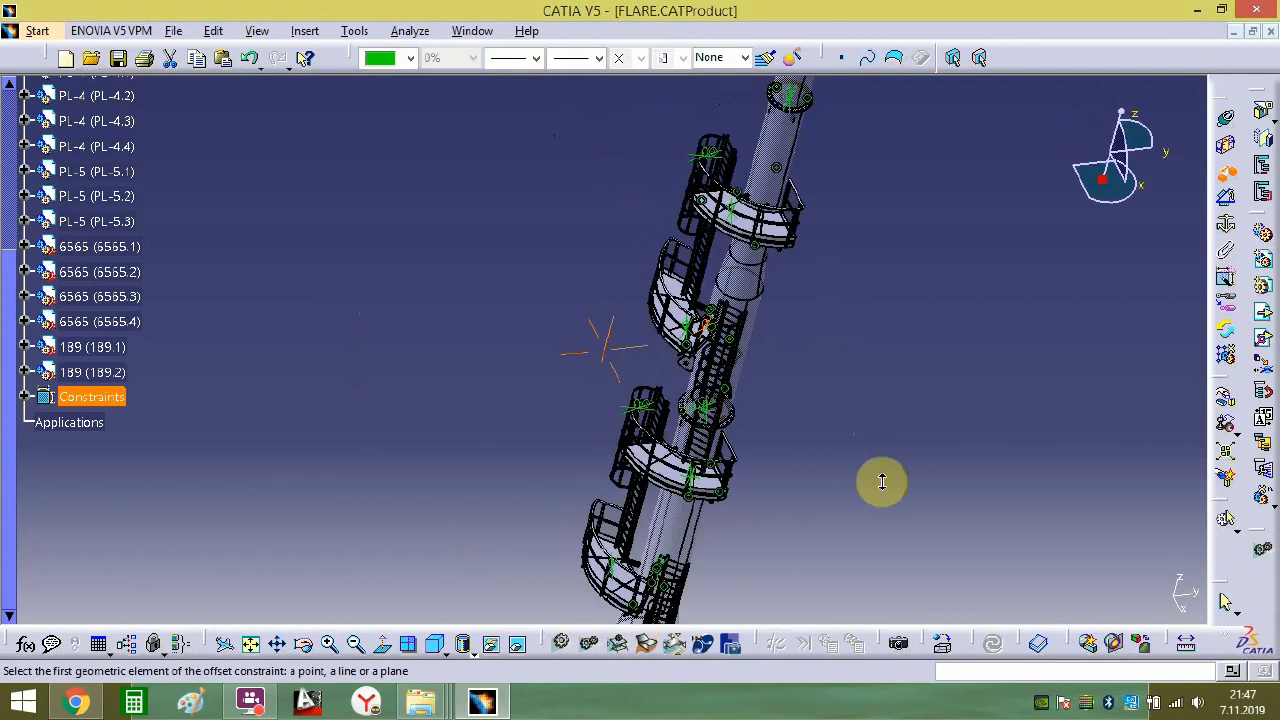 CATIA V5 - [FLARE.CATProduct]
Start ENOVIA V5 VPM File Edit View Insert Tools Analyze Window Help
0% None
PL-4 (PL-4.2)
PL-4 (PL-4.3)
PL-4 (PL-4.4)
PL-5 (PL-5.1)
PL-5 (PL-5.2)
PL-5 (PL-5.3)
6565 (6565.1)
6565 (6565.2)
6565 (6565.3)
6565 (6565.4)
189 (189.1)
189 (189.2)
Constraints
Applications
z
y
x
z
y
x
f(x)
CATIA
Select the first geometric element of the offset constraint: a point, a line or a plane
21:47
7.11.2019